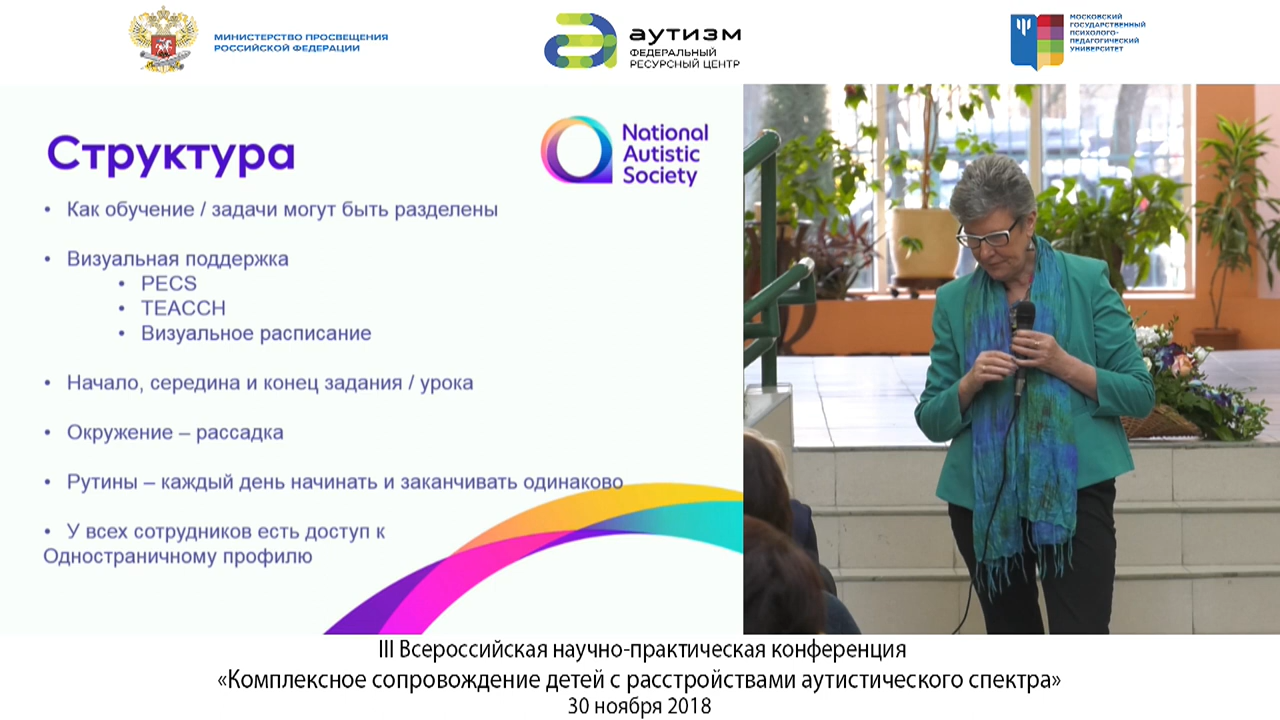 МИНИСТЕРСТВО ПРОСВЕЩЕНИЯ
РОССИЙСКОЙ ФЕДЕРАЦИИ
аутизм
ФЕДЕРАЛЬНЫЙ
РЕСУРСНЫЙ ЦЕНТР
МОСКОВСКИЙ
ГОСУДАРСТВЕННЫЙ
ПСИХОЛОГО-
ПЕДАГОГИЧЕСКИЙ
УНИВЕРСИТЕТ
Структура
National
Autistic
Society
• Как обучение / задачи могут быть разделены
• Визуальная поддержка
• PECS
• TEACCH
• Визуальное расписание
• Начало, середина и конец задания / урока
• Окружение – рассадка
• Рутины – каждый день начинать и заканчивать одинаково
• У всех сотрудников есть доступ к
Одностраничному профилю
III Всероссийская научно-практическая конференция
«Комплексное сопровождение детей с расстройствами аутистического спектра»
30 ноября 2018